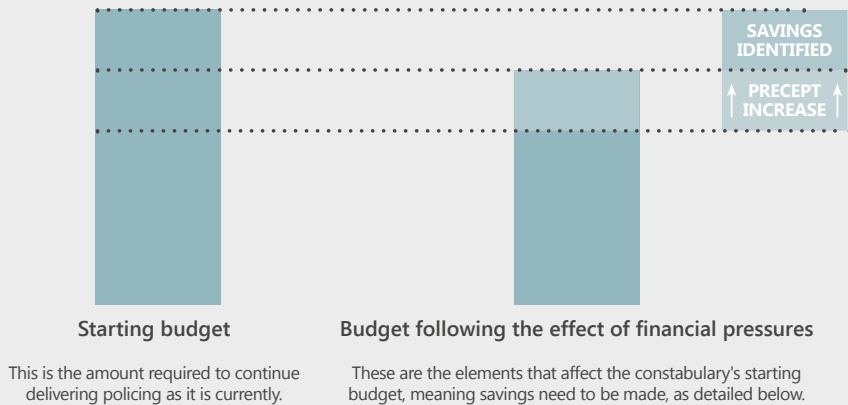 SAVINGS
IDENTIFIED
PRECEPT
INCREASE
Starting budget
This is the amount required to continue
delivering policing as it is currently.
Budget following the effect of financial pressures
These are the elements that affect the constabulary's starting
budget, meaning savings need to be made, as detailed below.